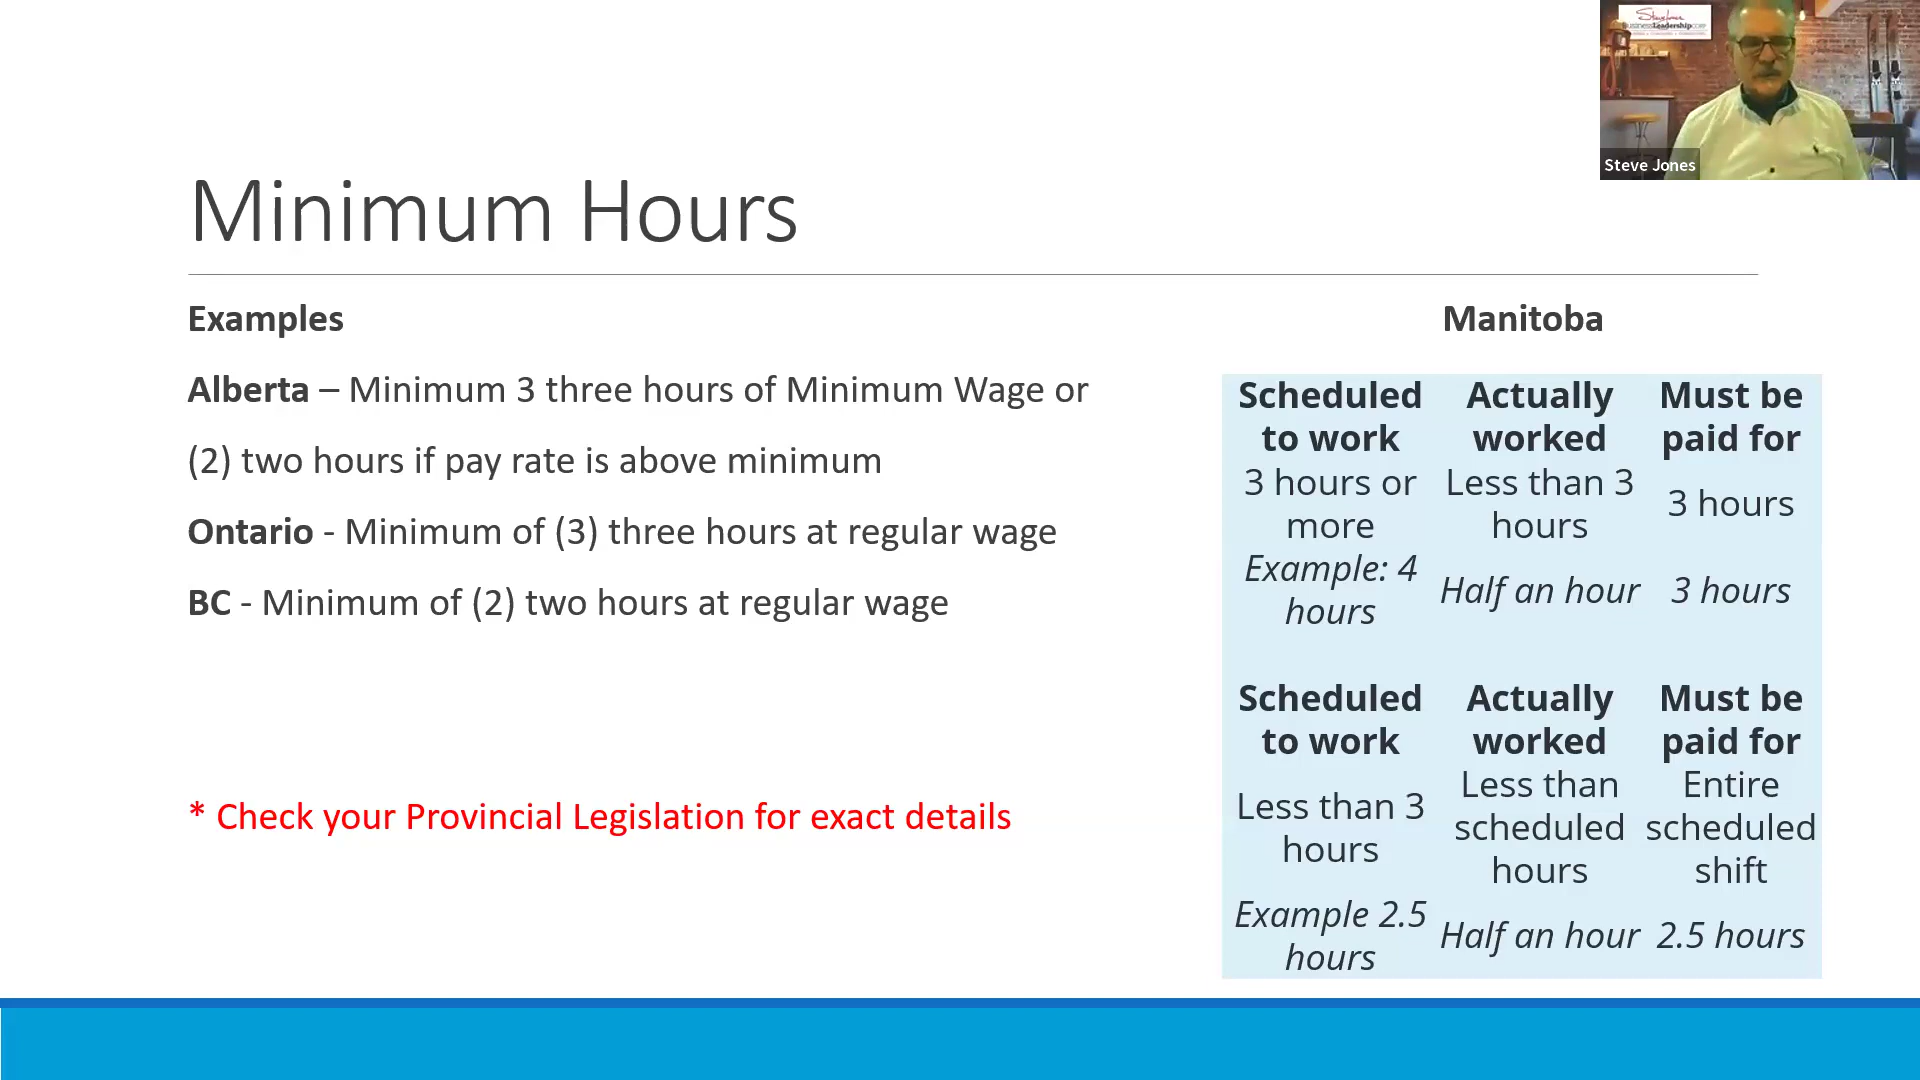 Leadership
Steve Jones
Minimum Hours
Examples
Alberta – Minimum 3 three hours of Minimum Wage or
(2) two hours if pay rate is above minimum
Ontario - Minimum of (3) three hours at regular wage
BC - Minimum of (2) two hours at regular wage
* Check your Provincial Legislation for exact details
Manitoba
Scheduled Actually Must be
to work worked paid for
3 hours or Less than 3 3 hours
more hours
Example: 4 Half an hour 3 hours
hours
Scheduled Actually Must be
to work worked paid for
Less than 3 Less than Entire
hours scheduled scheduled
hours shift
Example 2.5 Half an hour 2.5 hours
hours